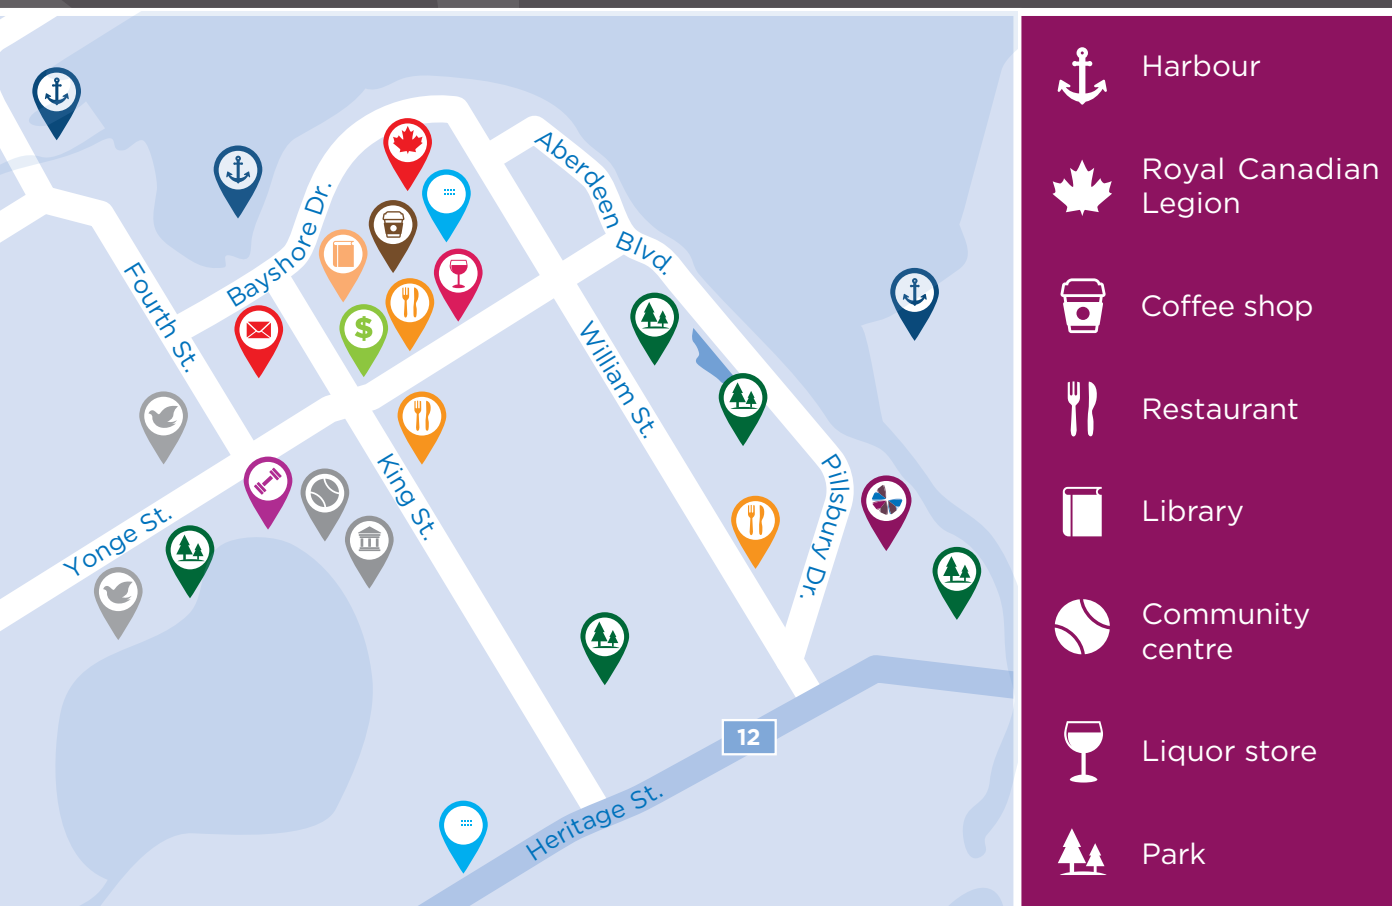 Aberdeen Blvd.
Bayshore Dr.
Fourth St.
William St.
King St.
Pillsbury Dr.
Yonge St.
12
Heritage St.
$
Harbour
Royal Canadian
Legion
Coffee shop
Restaurant
Library
Community
centre
Liquor store
Park